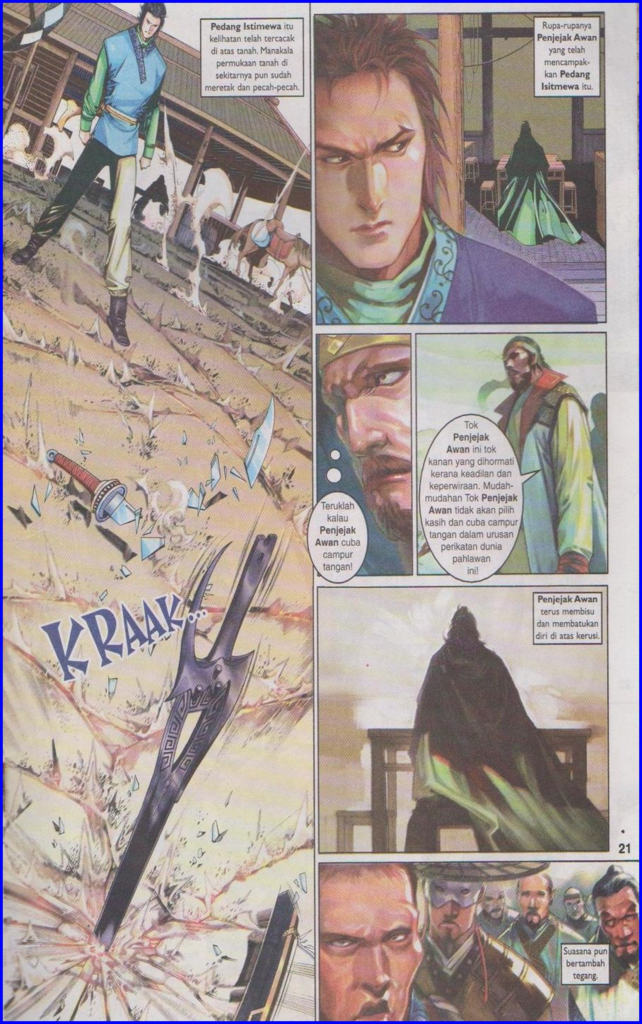 Pedang Istimewa itu
kelihatan telah tercacak
di atas tanah. Manakala
permukaan tanah di
sekitarnya pun sudah
meretak dan pecah-pecah.
KRAAK...
Rupa-rupanya
Penjejak Awan
yang telah
mencampak-
kan Pedang
Isitmewa itu.
Teruklah
kalau
Penjejak
Awan cuba
campur
tangan!
Tok
Penjejak
Awan ini tok
kanan yang dihormati
kerana keadilan dan
keperwiraan. Mudah-
mudahan Tok Penjejak
Awan tidak akan pilih
kasih dan cuba campur
tangan dalam urusan
perikatan dunia
pahlawan
ini!
Penjejak Awan
terus membisu
dan membatukan
diri di atas kerusi.
21
Suasana pun
bertambah
tegang.